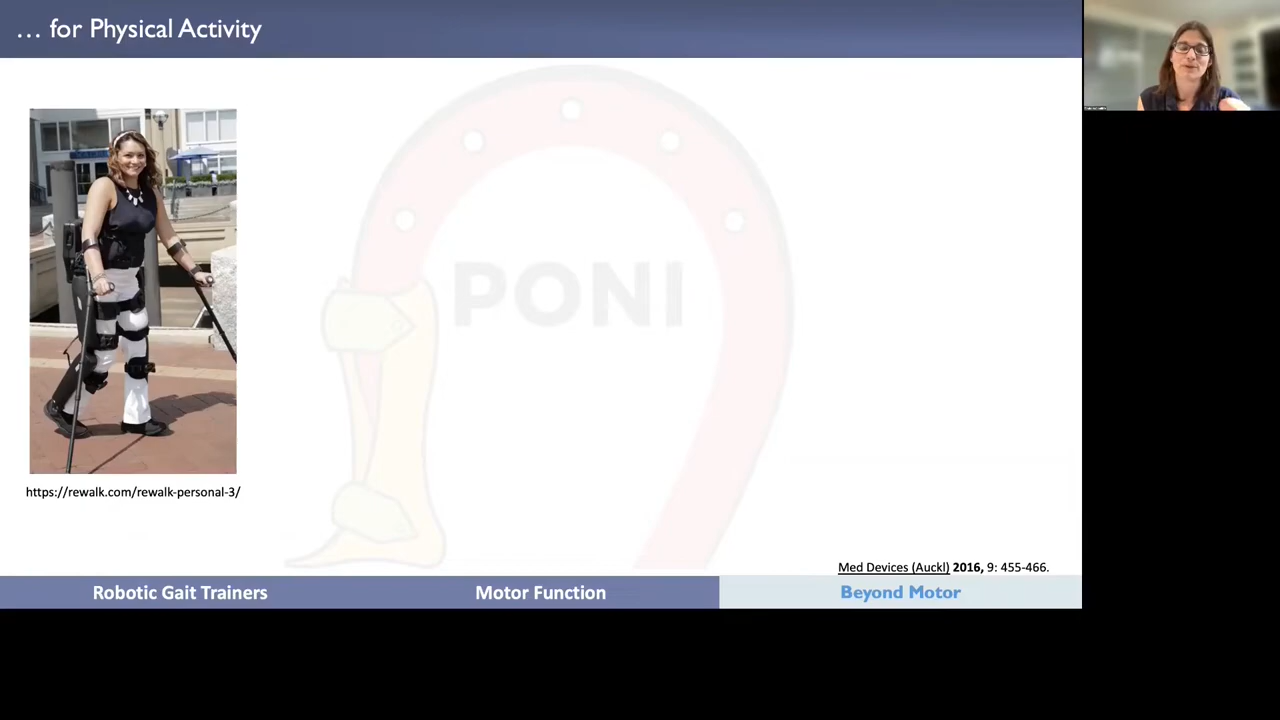 … for Physical Activity
PONI
https://rewalk.com/rewalk-personal-3/
Med Devices (Auckl) 2016, 9: 455-466.
Robotic Gait Trainers
Motor Function
Beyond Motor